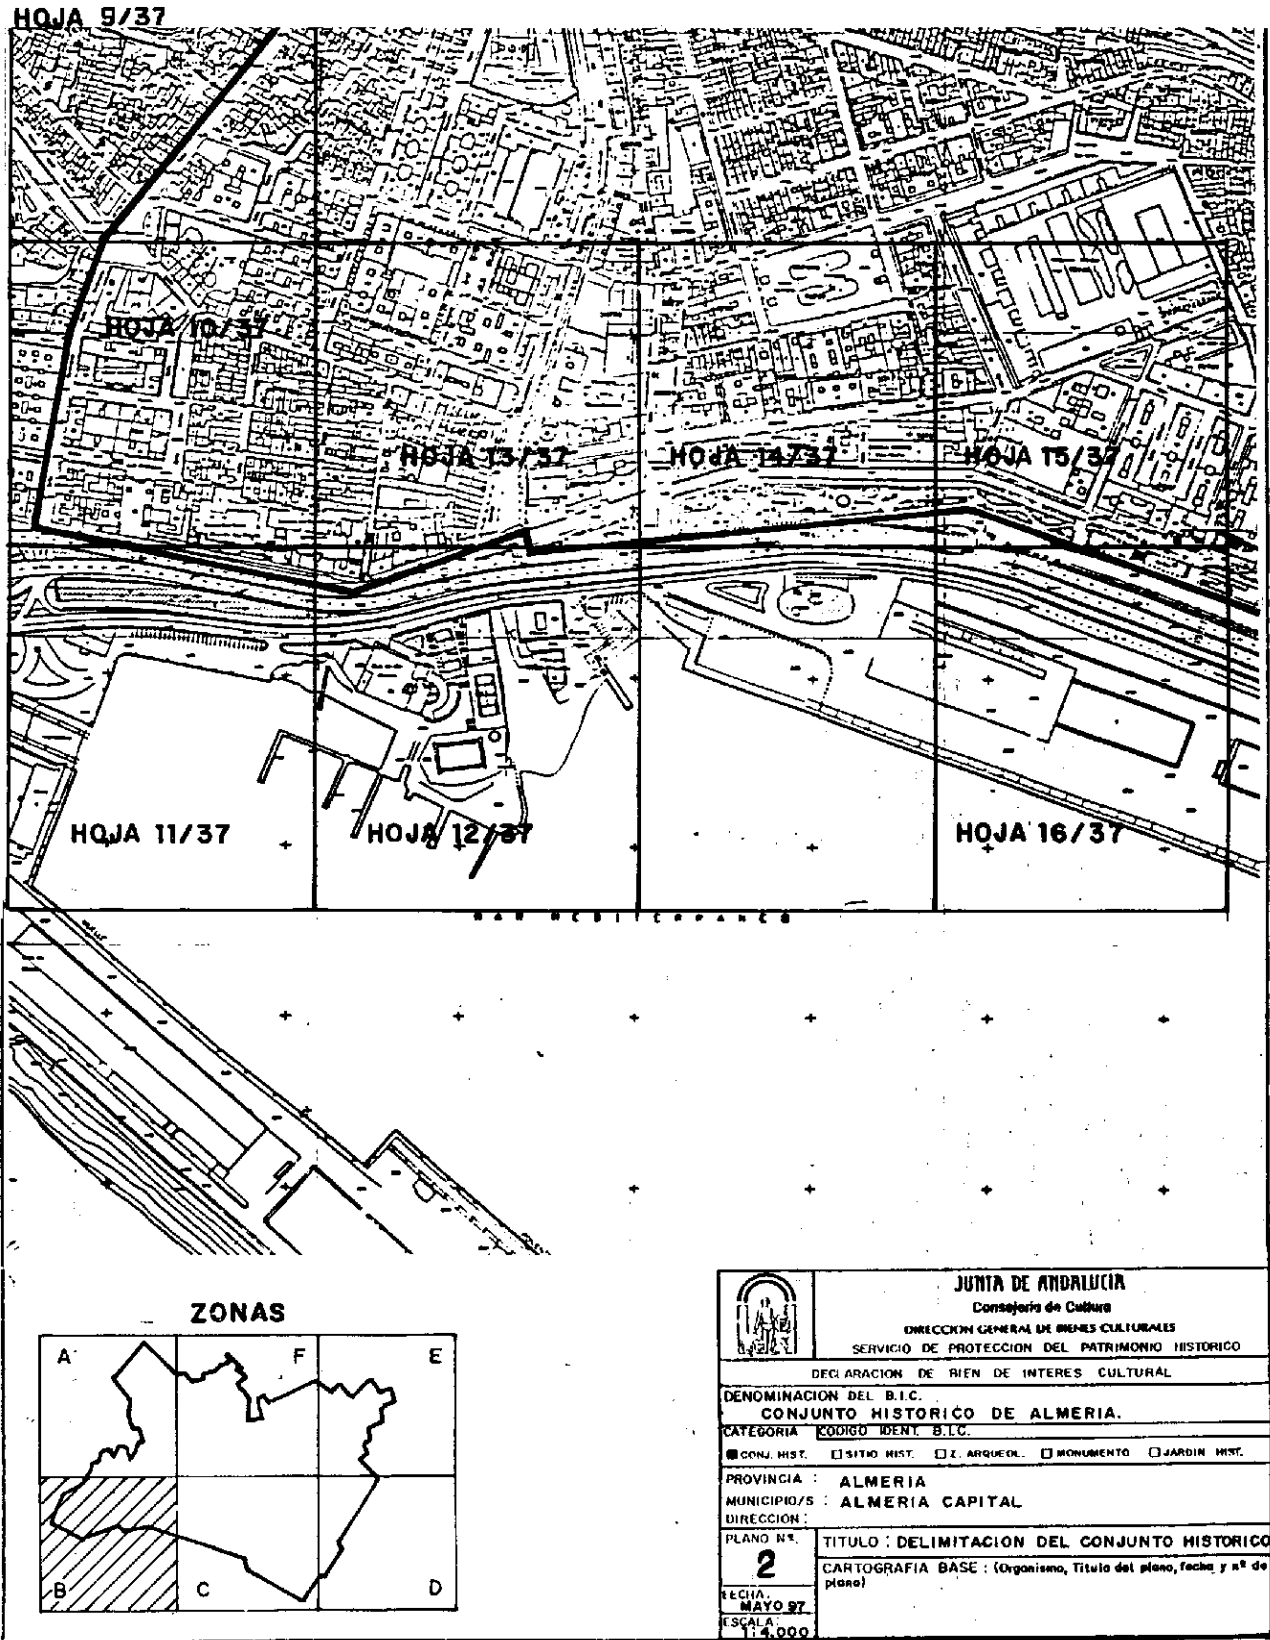 HOJA 9/37
HOJA 10/37
HOJA 13/37
HOJA 14/37
HOJA 15/37
HOJA 11/37
HOJA 12/37
HOJA 16/37
MAR MEDITERRANEO
ZONAS
A
F
E
B
C
D
JUNTA DE ANDALUCIA
Consejería de Cultura
DIRECCION GENERAL DE BIENES CULTURALES
SERVICIO DE PROTECCION DEL PATRIMONIO HISTORICO
DECLARACION DE BIEN DE INTERES CULTURAL
DENOMINACION DEL B.I.C.
CONJUNTO HISTORICO DE ALMERIA.
CATEGORIA
CODIGO IDENT. B.I.C.
CONJ. HIST. SITIO HIST. Z. ARQUEOL. MONUMENTO JARDIN HIST.
PROVINCIA : ALMERIA
MUNICIPIO/S : ALMERIA CAPITAL
DIRECCION :
PLANO Nº.
2
TITULO : DELIMITACION DEL CONJUNTO HISTORICO
CARTOGRAFIA BASE : (Organismo, Titulo del plano, fecha y nº de
plano)
FECHA.
MAYO 97
ESCALA :
1:4.000